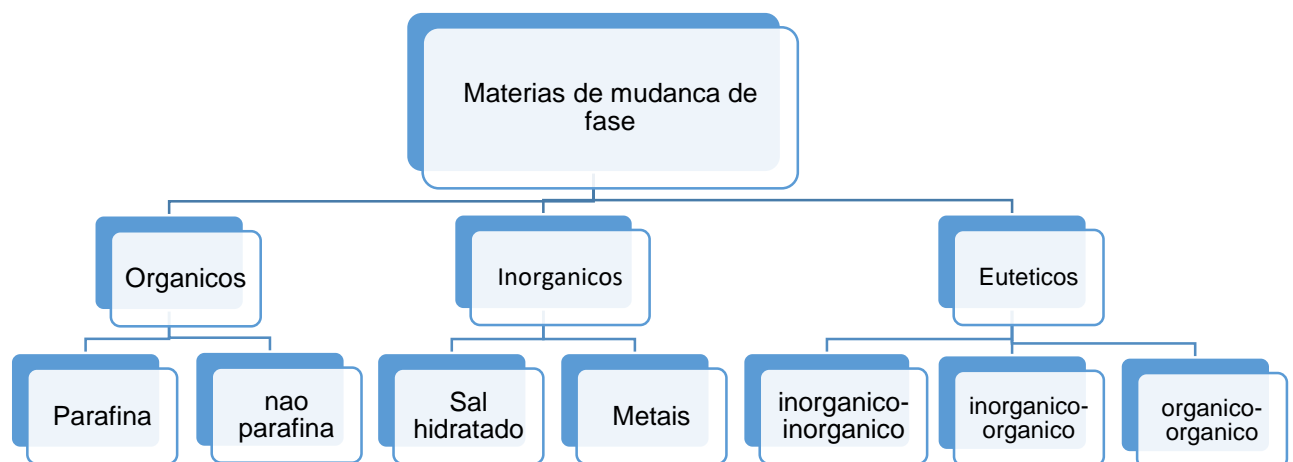 Materias de mudanca de
fase
Organicos
Inorganicos
Euteticos
Parafina
nao
parafina
Sal
hidratado
Metais
inorganico-
inorganico
inorganico-
organico
organico-
organico